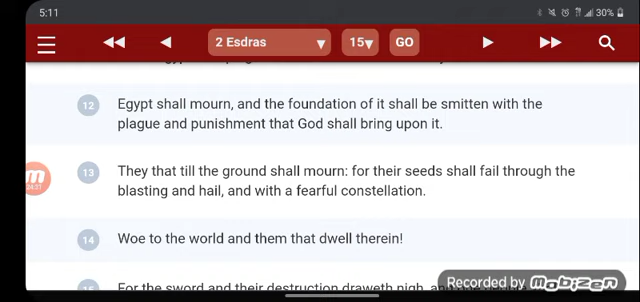 5:11
30%
2 Esdras
15
GO
12
Egypt shall mourn, and the foundation of it shall be smitten with the
plague and punishment that God shall bring upon it.
13
They that till the ground shall mourn: for their seeds shall fail through the
blasting and hail, and with a fearful constellation.
14
Woe to the world and them that dwell therein!
For the sword and their destruction draweth nigh,
Recorded by Mobizen